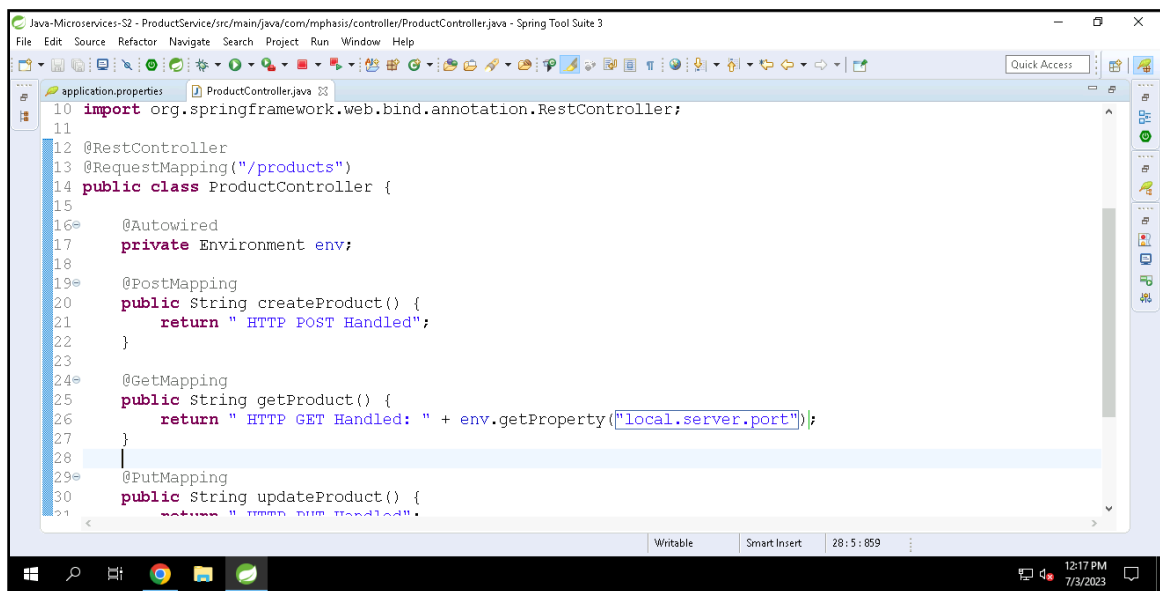 Java-Microservices-S2 - ProductService/src/main/java/com/mphasis/controller/ProductController.java - Spring Tool Suite 3
File Edit Source Refactor Navigate Search Project Run Window Help
Quick Access
application.properties ProductController.java
10 import org.springframework.web.bind.annotation.RestController;
11
12 @RestController
13 @RequestMapping("/products")
14 public class ProductController {
15
16 @Autowired
17 private Environment env;
18
19 @PostMapping
20 public String createProduct() {
21 return " HTTP POST Handled";
22 }
23
24 @GetMapping
25 public String getProduct() {
26 return " HTTP GET Handled: " + env.getProperty("local.server.port");
27 }
28
29 @PutMapping
30 public String updateProduct() {
31 return " HTTP PUT Handled";
Writable Smart Insert 28 : 5 : 859
12:17 PM
7/3/2023